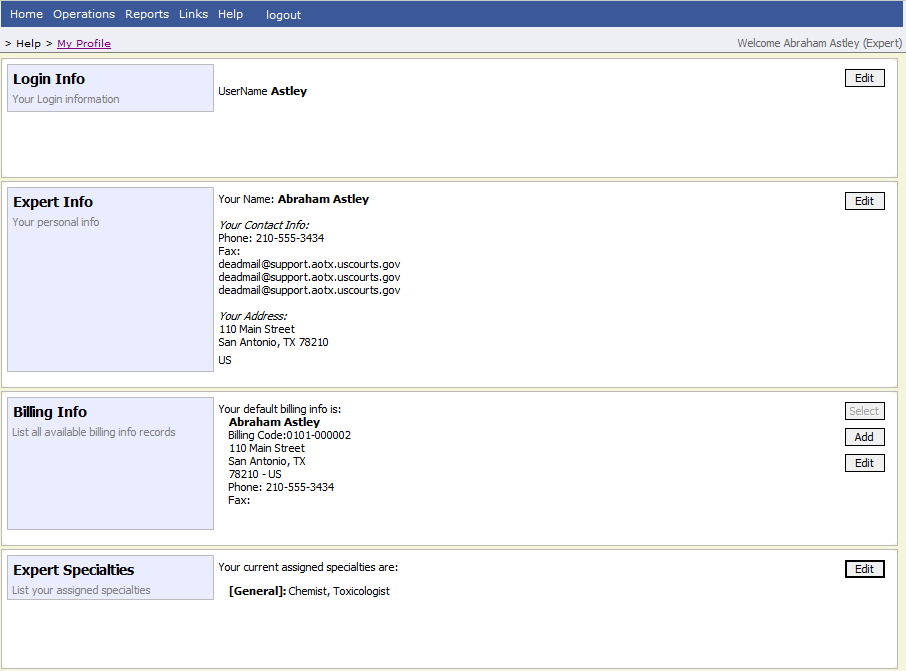 Home Operations Reports Links Help logout
> Help > My Profile
Welcome Abraham Astley (Expert)
Login Info
Your Login information
UserName Astley
Edit
Expert Info
Your personal info
Your Name: Abraham Astley
Your Contact Info:
Phone: 210-555-3434
Fax:
deadmail@support.aotx.uscourts.gov
deadmail@support.aotx.uscourts.gov
deadmail@support.aotx.uscourts.gov
Your Address:
110 Main Street
San Antonio, TX 78210
US
Edit
Billing Info
List all available billing info records
Your default billing info is:
Abraham Astley
Billing Code:0101-000002
110 Main Street
San Antonio, TX
78210 - US
Phone: 210-555-3434
Fax:
Select
Add
Edit
Expert Specialties
List your assigned specialties
Your current assigned specialties are:
[General]: Chemist, Toxicologist
Edit